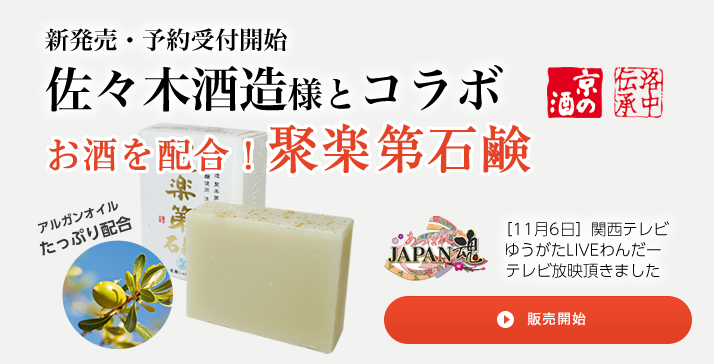 新発売・予約受付開始
佐々木酒造様とコラボ
京の酒
洛中伝承
お酒を配合！聚楽第石鹸
楽第石
アルガンオイル
たっぷり配合
あっぱれ
JAPAN魂
［11月6日］関西テレビ
ゆうがたLIVEわんだー
テレビ放映頂きました
販売開始